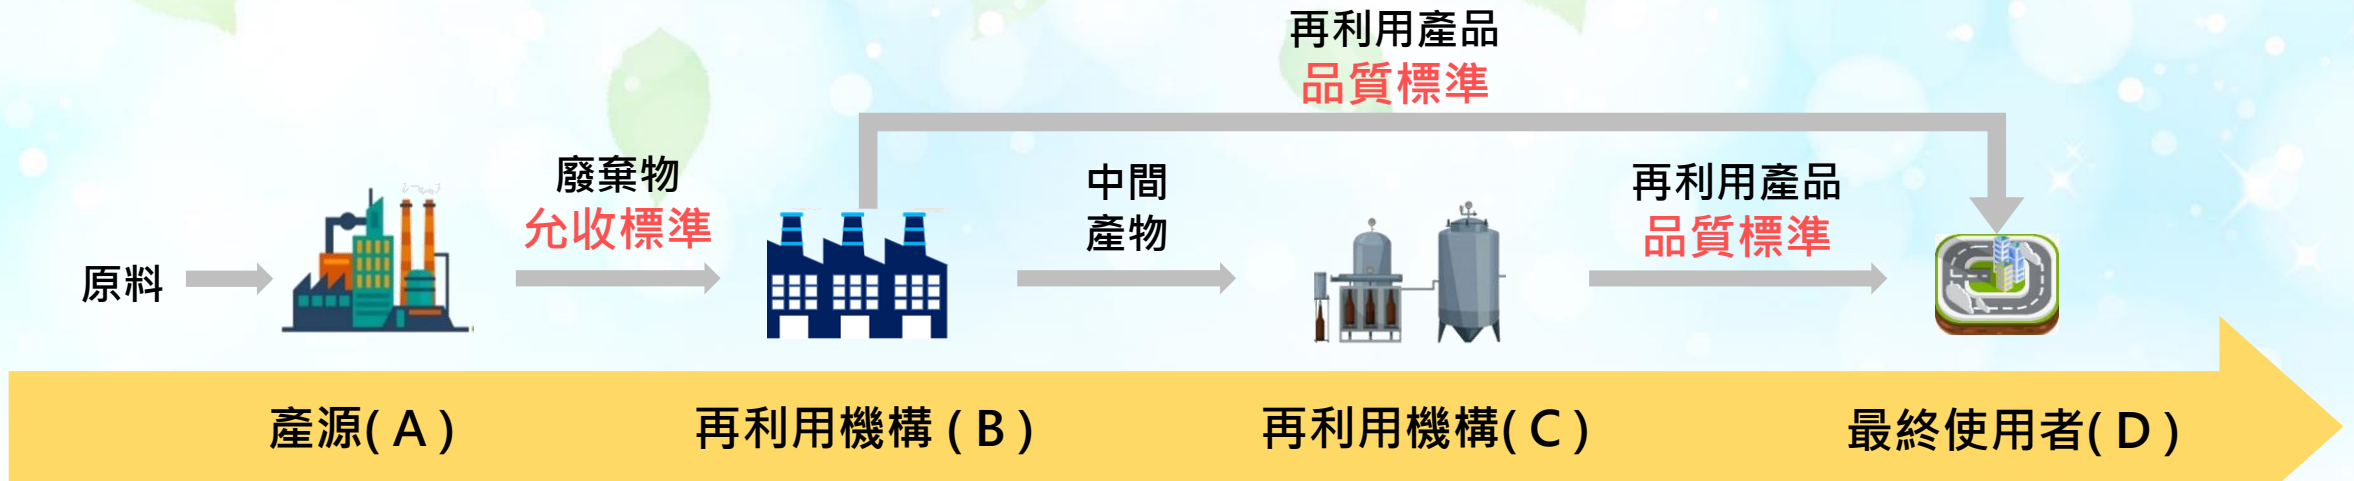 再利用產品
品質標準
廢棄物
允收標準
中間
產物
再利用產品
品質標準
原料
產源( A )
再利用機構 ( B )
再利用機構( C )
最終使用者( D )